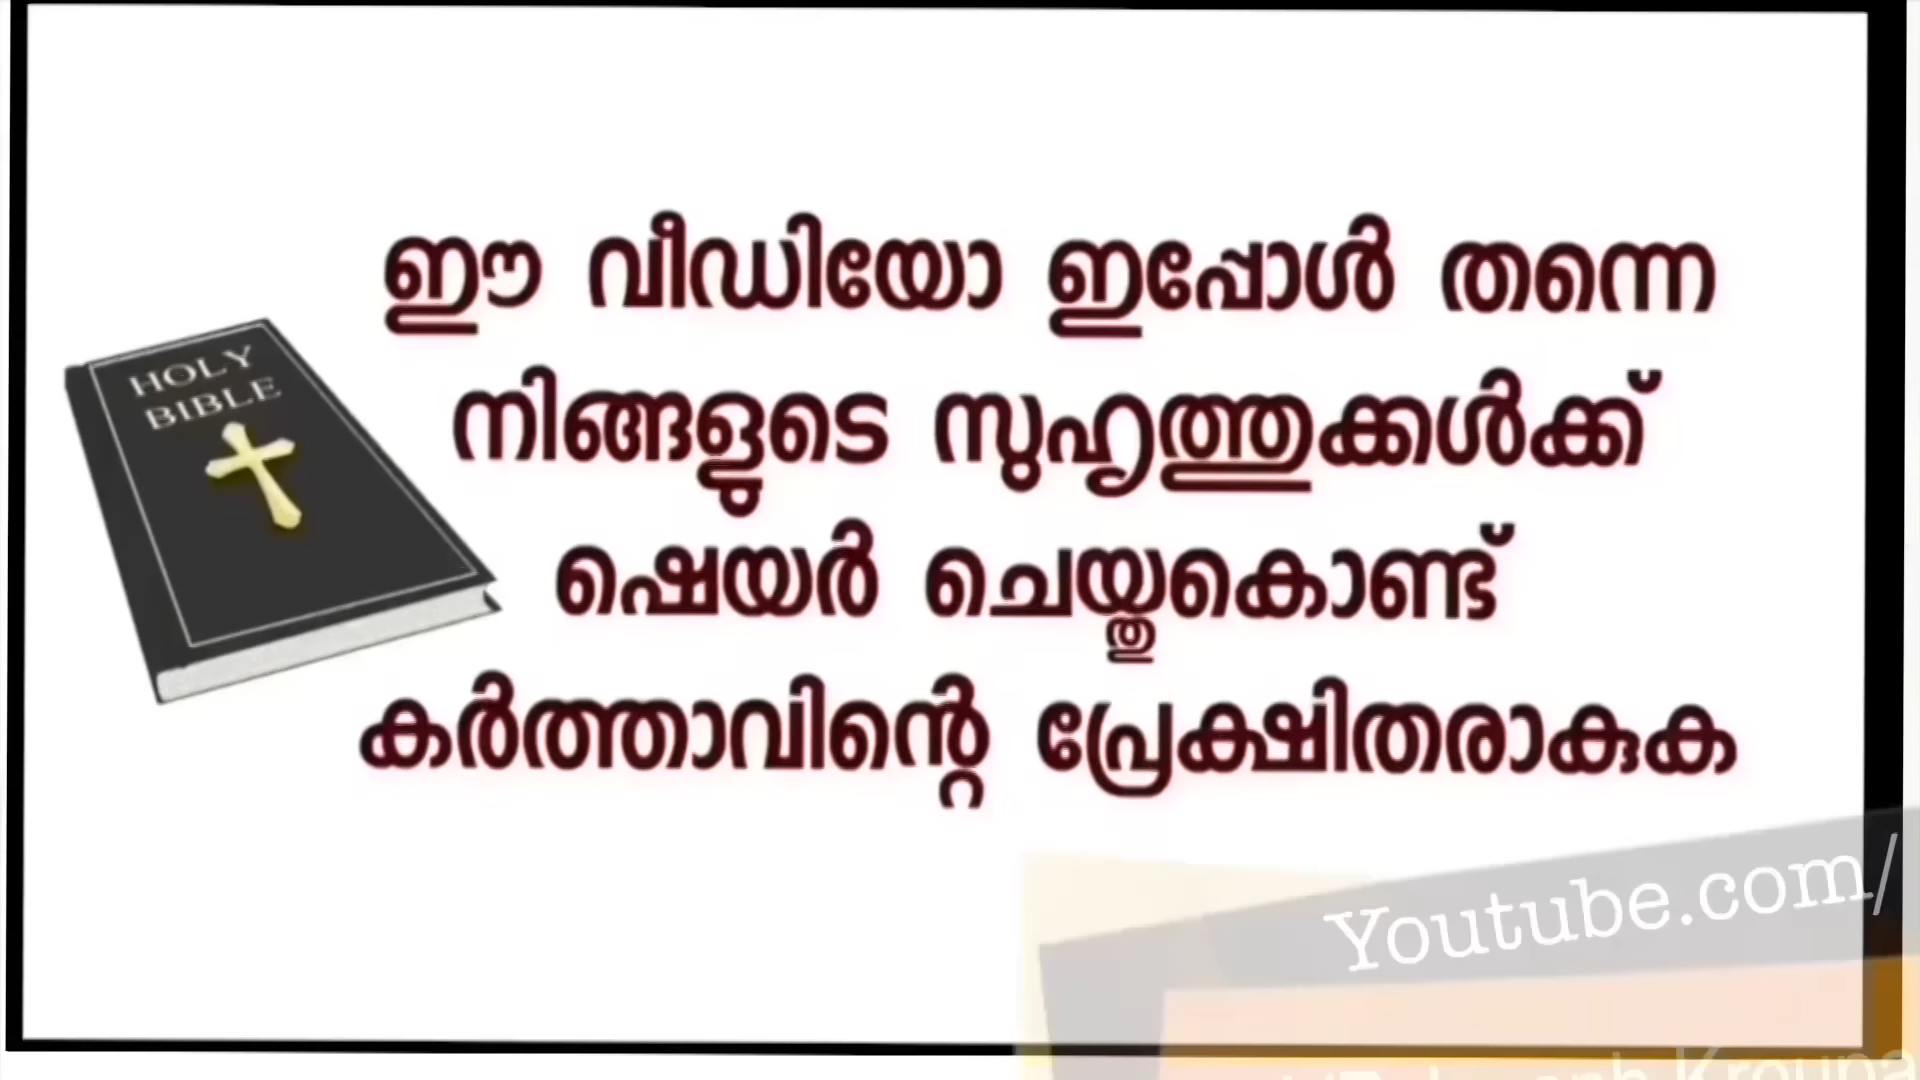 ഈ വീഡിയോ ഇപ്പോൾ തന്നെ
നിങ്ങളുടെ സുഹൃത്തുക്കൾക്ക്
ഷെയർ ചെയ്തുകൊണ്ട്
കർത്താവിന്റെ പ്രേക്ഷിതരാകുക
HOLY
BIBLE
Youtube.com/